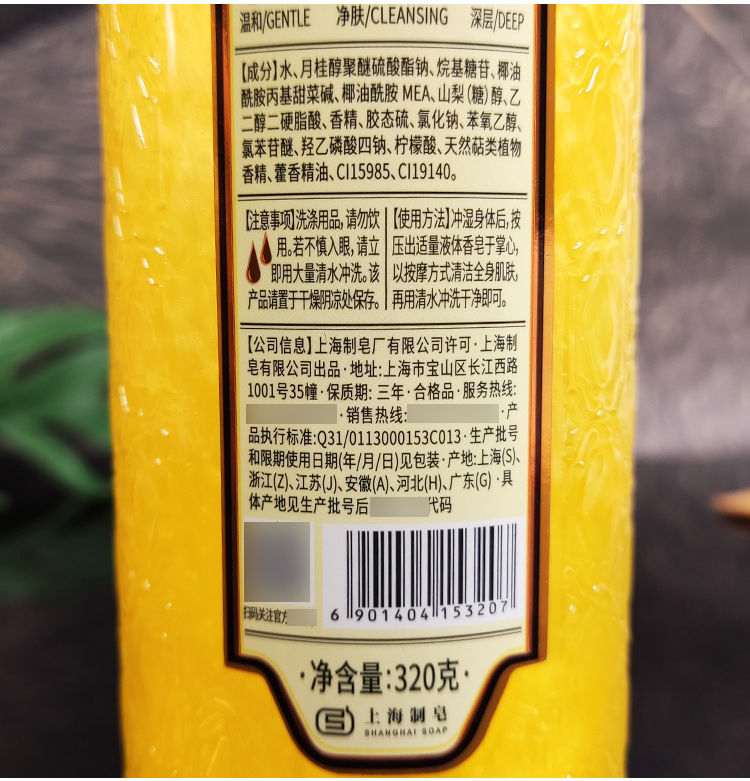 温和/GENTLE 净肤/CLEANSING 深层/DEEP
【成分】水、月桂醇聚醚硫酸酯钠、烷基糖苷、椰油
酰胺丙基甜菜碱、椰油酰胺 MEA、山梨(糖)醇、乙
二醇二硬脂酸、香精、胶态硫、氯化钠、苯氧乙醇、
氯苯甘醚、羟乙磷酸四钠、柠檬酸、天然萜类植物
香精、藿香精油、CI15985、CI19140。
【注意事项】洗涤用品，请勿饮
用。若不慎入眼，请立
即用大量清水冲洗。该
产品请置于干燥阴凉处保存。
【使用方法】冲湿身体后，按
压出适量液体香皂于掌心，
以按摩方式清洁全身肌肤，
再用清水冲洗干净即可。
【公司信息】上海制皂厂有限公司许可·上海制
皂有限公司出品·地址:上海市宝山区长江西路
1001号35幢·保质期: 三年·合格品·服务热线:
·销售热线: ·产
品执行标准:Q31/0113000153C013·生产批号
和限期使用日期(年/月/日)见包装·产地:上海(S)、
浙江(Z)、江苏(J)、安徽(A)、河北(H)、广东(G)·具
体产地见生产批号后 代码
扫码关注官方
6 901404 153207
·净含量:320克·
上海制皂
SHANGHAI SOAP